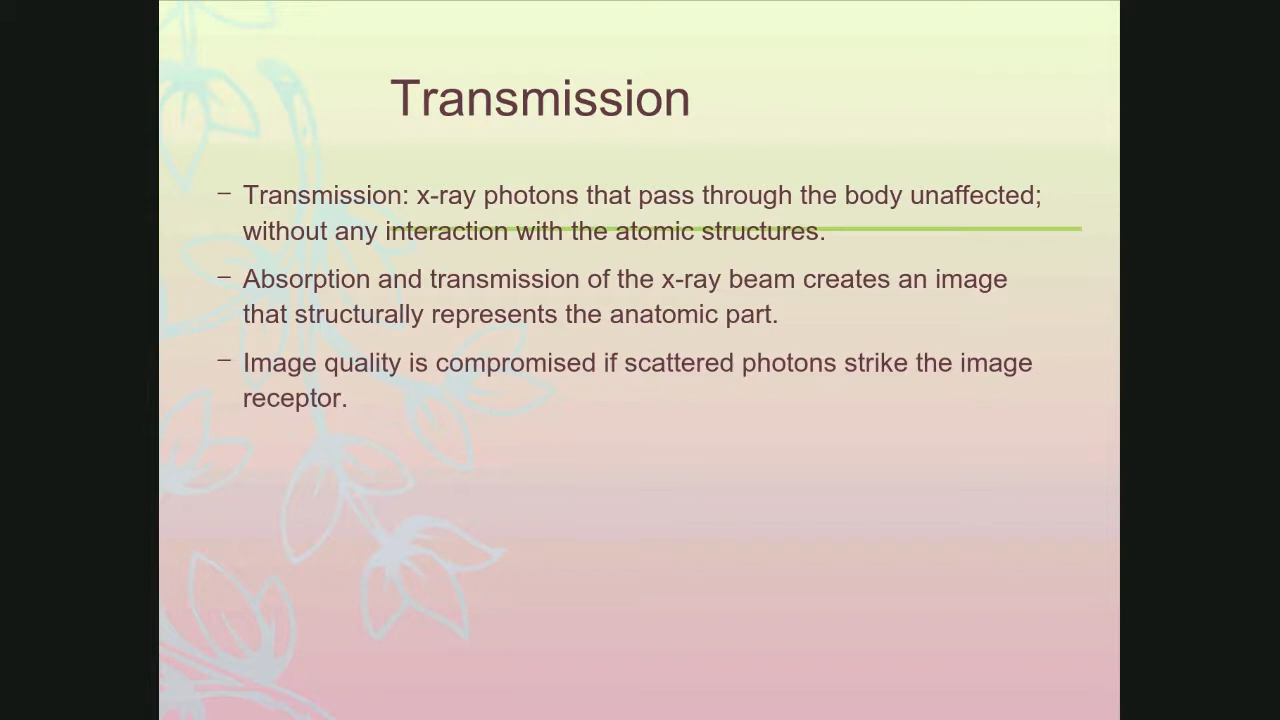 Transmission
– Transmission: x-ray photons that pass through the body unaffected;
without any interaction with the atomic structures.
– Absorption and transmission of the x-ray beam creates an image
that structurally represents the anatomic part.
– Image quality is compromised if scattered photons strike the image
receptor.